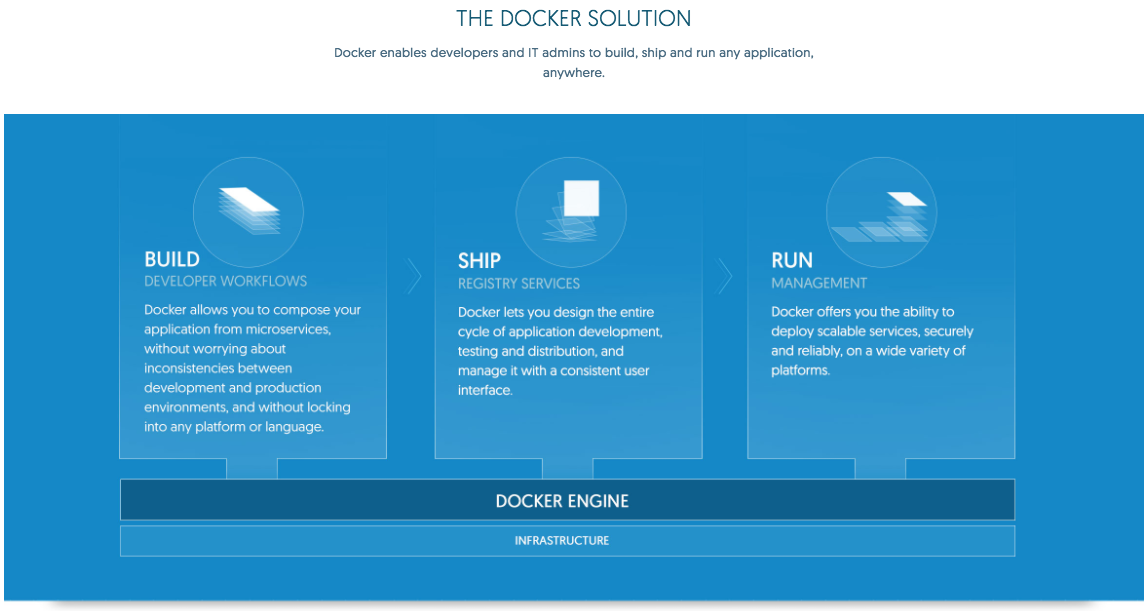 THE DOCKER SOLUTION
Docker enables developers and IT admins to build, ship and run any application,
anywhere.
BUILD
DEVELOPER WORKFLOWS
Docker allows you to compose your
application from microservices,
without worrying about
inconsistencies between
development and production
environments, and without locking
into any platform or language.
SHIP
REGISTRY SERVICES
Docker lets you design the entire
cycle of application development,
testing and distribution, and
manage it with a consistent user
interface.
RUN
MANAGEMENT
Docker offers you the ability to
deploy scalable services, securely
and reliably, on a wide variety of
platforms.
DOCKER ENGINE
INFRASTRUCTURE